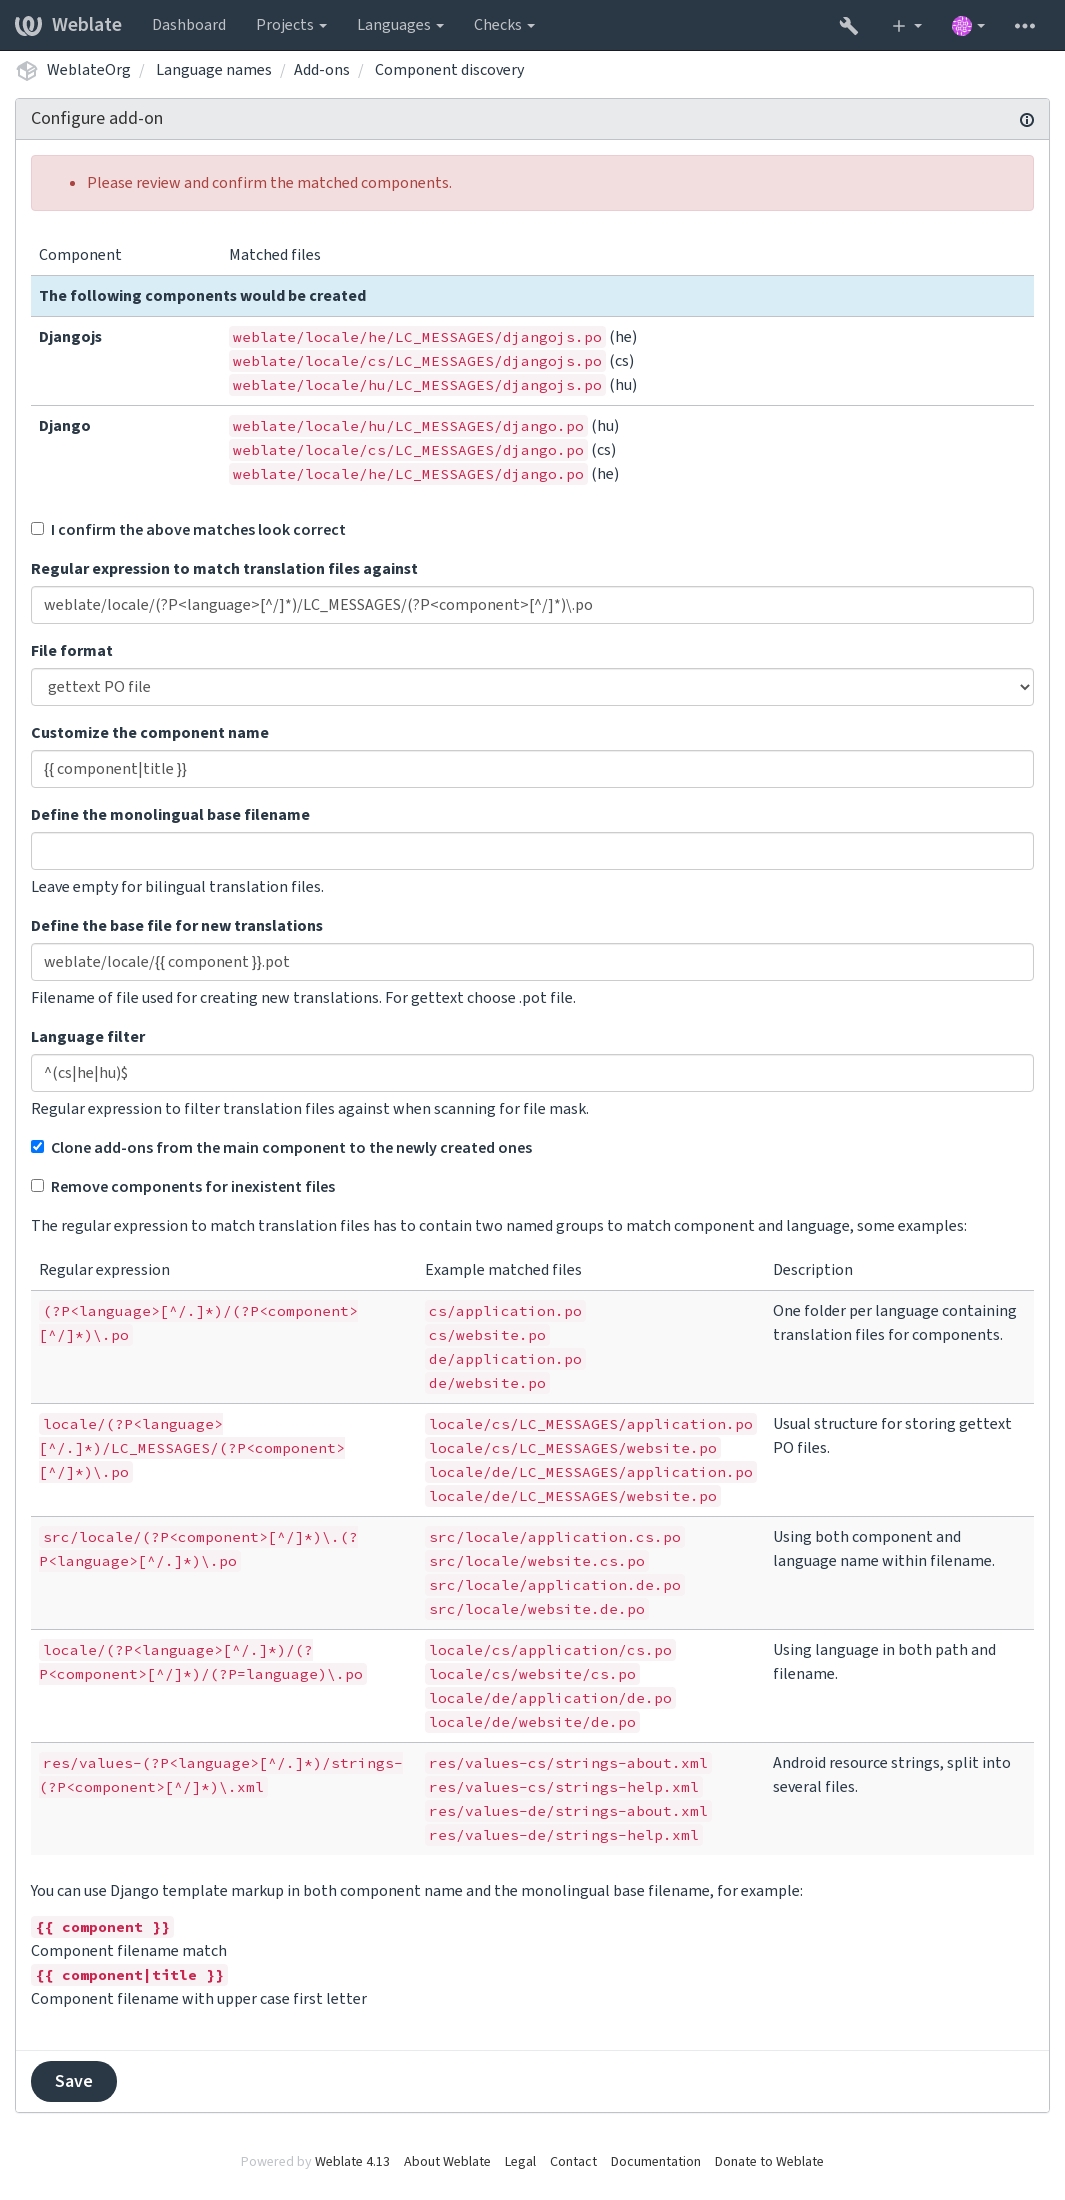 Weblate Dashboard Projects Languages Checks
WeblateOrg / Language names / Add-ons / Component discovery
Configure add-on
Please review and confirm the matched components.
Component Matched files
The following components would be created
Djangojs weblate/locale/he/LC_MESSAGES/djangojs.po (he)
weblate/locale/cs/LC_MESSAGES/djangojs.po (cs)
weblate/locale/hu/LC_MESSAGES/djangojs.po (hu)
Django weblate/locale/hu/LC_MESSAGES/django.po (hu)
weblate/locale/cs/LC_MESSAGES/django.po (cs)
weblate/locale/he/LC_MESSAGES/django.po (he)
I confirm the above matches look correct
Regular expression to match translation files against
weblate/locale/(?P<language>[^/]*)/LC_MESSAGES/(?P<component>[^/]*)\.po
File format
gettext PO file
Customize the component name
{{ component|title }}
Define the monolingual base filename
Leave empty for bilingual translation files.
Define the base file for new translations
weblate/locale/{{ component }}.pot
Filename of file used for creating new translations. For gettext choose .pot file.
Language filter
^(cs|he|hu)$
Regular expression to filter translation files against when scanning for file mask.
Clone add-ons from the main component to the newly created ones
Remove components for inexistent files
The regular expression to match translation files has to contain two named groups to match component and language, some examples:
Regular expression Example matched files Description
(?P<language>[^/.]*)/(?P<component> cs/application.po One folder per language containing
[^/]*)\.po cs/website.po translation files for components.
de/application.po
de/website.po
locale/(?P<language> locale/cs/LC_MESSAGES/application.po Usual structure for storing gettext
[^/.]*)/LC_MESSAGES/(?P<component> locale/cs/LC_MESSAGES/website.po PO files.
[^/]*)\.po locale/de/LC_MESSAGES/application.po
locale/de/LC_MESSAGES/website.po
src/locale/(?P<component>[^/]*)\.(? src/locale/application.cs.po Using both component and
P<language>[^/.]*)\.po src/locale/website.cs.po language name within filename.
src/locale/application.de.po
src/locale/website.de.po
locale/(?P<language>[^/.]*)/(? locale/cs/application/cs.po Using language in both path and
P<component>[^/]*)/(?P=language)\.po locale/cs/website/cs.po filename.
locale/de/application/de.po
locale/de/website/de.po
res/values-(?P<language>[^/.]*)/strings- res/values-cs/strings-about.xml Android resource strings, split into
(?P<component>[^/]*)\.xml res/values-cs/strings-help.xml several files.
res/values-de/strings-about.xml
res/values-de/strings-help.xml
You can use Django template markup in both component name and the monolingual base filename, for example:
{{ component }}
Component filename match
{{ component|title }}
Component filename with upper case first letter
Save
Powered by Weblate 4.13 About Weblate Legal Contact Documentation Donate to Weblate